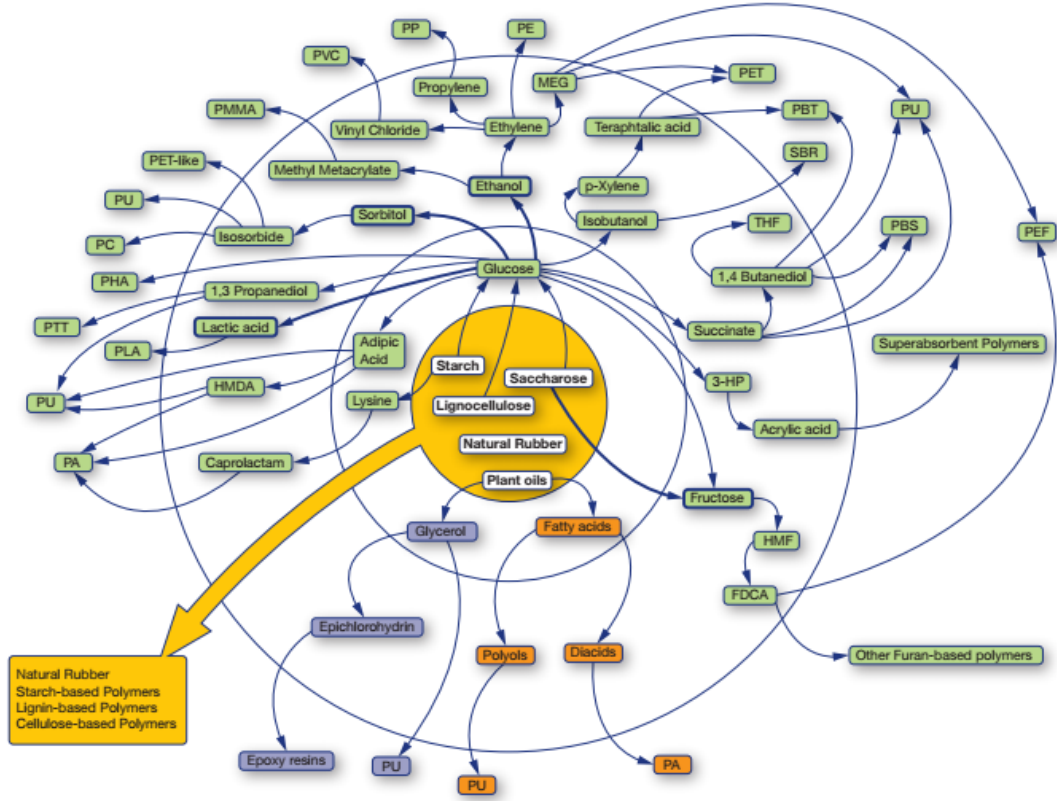 PP
PE
PVC
Propylene
MEG
PET
PMMA
Vinyl Chloride
Ethylene
Teraphtalic acid
PBT
PU
PET-like
Methyl Metacrylate
Ethanol
p-Xylene
SBR
PU
Sorbitol
Isobutanol
THF
PBS
PEF
PC
Isosorbide
PHA
Glucose
1,4 Butanediol
1,3 Propanediol
PTT
Lactic acid
Succinate
PLA
Adipic
Acid
Superabsorbent Polymers
Starch
Saccharose
3-HP
PU
HMDA
Lysine
Lignocellulose
Acrylic acid
Natural Rubber
PA
Caprolactam
Plant oils
Fructose
Glycerol
Fatty acids
HMF
FDCA
Epichlorohydrin
Polyols
Diacids
Other Furan-based polymers
Natural Rubber
Starch-based Polymers
Lignin-based Polymers
Cellulose-based Polymers
Epoxy resins
PU
PU
PA